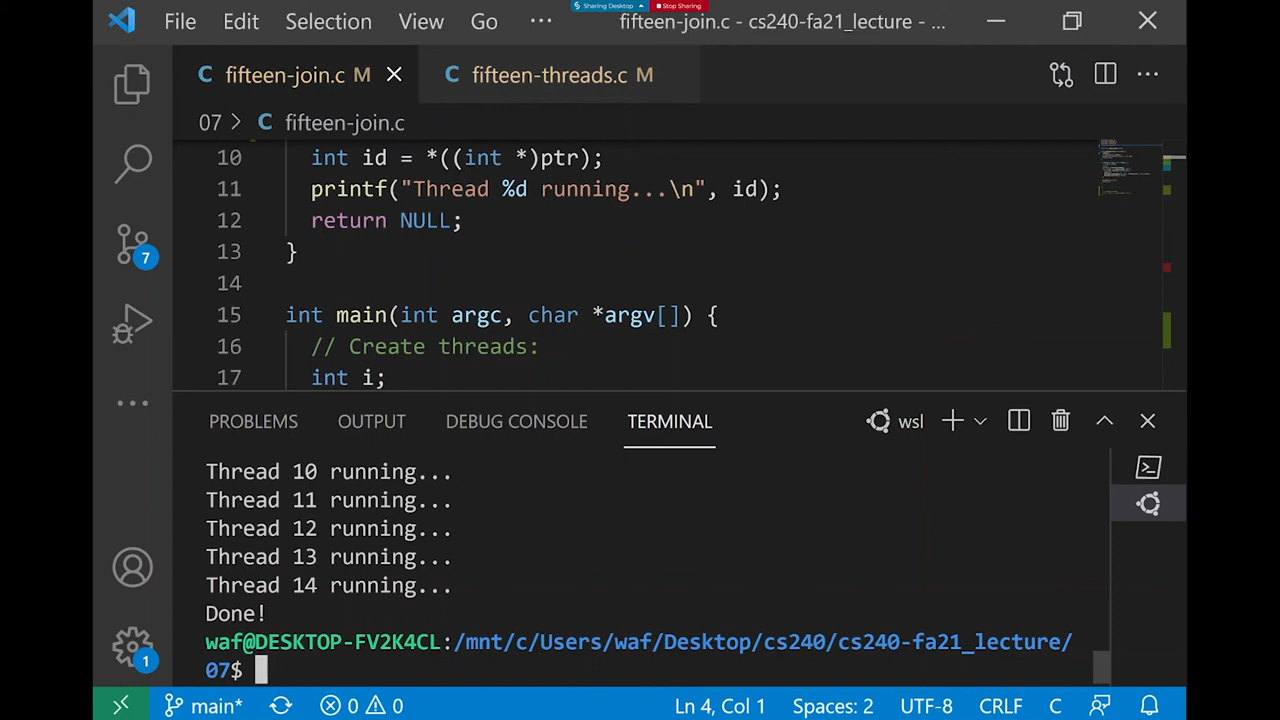 Sharing Desktop Stop Sharing
File Edit Selection View Go ··· fifteen-join.c - cs240-fa21_lecture - ...
C fifteen-join.c M C fifteen-threads.c M
07 > C fifteen-join.c
10 int id = *((int *)ptr);
11 printf("Thread %d running...\n", id);
12 return NULL;
13 }
14
15 int main(int argc, char *argv[]) {
16 // Create threads:
17 int i;
7
PROBLEMS OUTPUT DEBUG CONSOLE TERMINAL wsl
Thread 10 running...
Thread 11 running...
Thread 12 running...
Thread 13 running...
Thread 14 running...
Done!
waf@DESKTOP-FV2K4CL:/mnt/c/Users/waf/Desktop/cs240/cs240-fa21_lecture/
07$
1
main* 0 0 Ln 4, Col 1 Spaces: 2 UTF-8 CRLF C